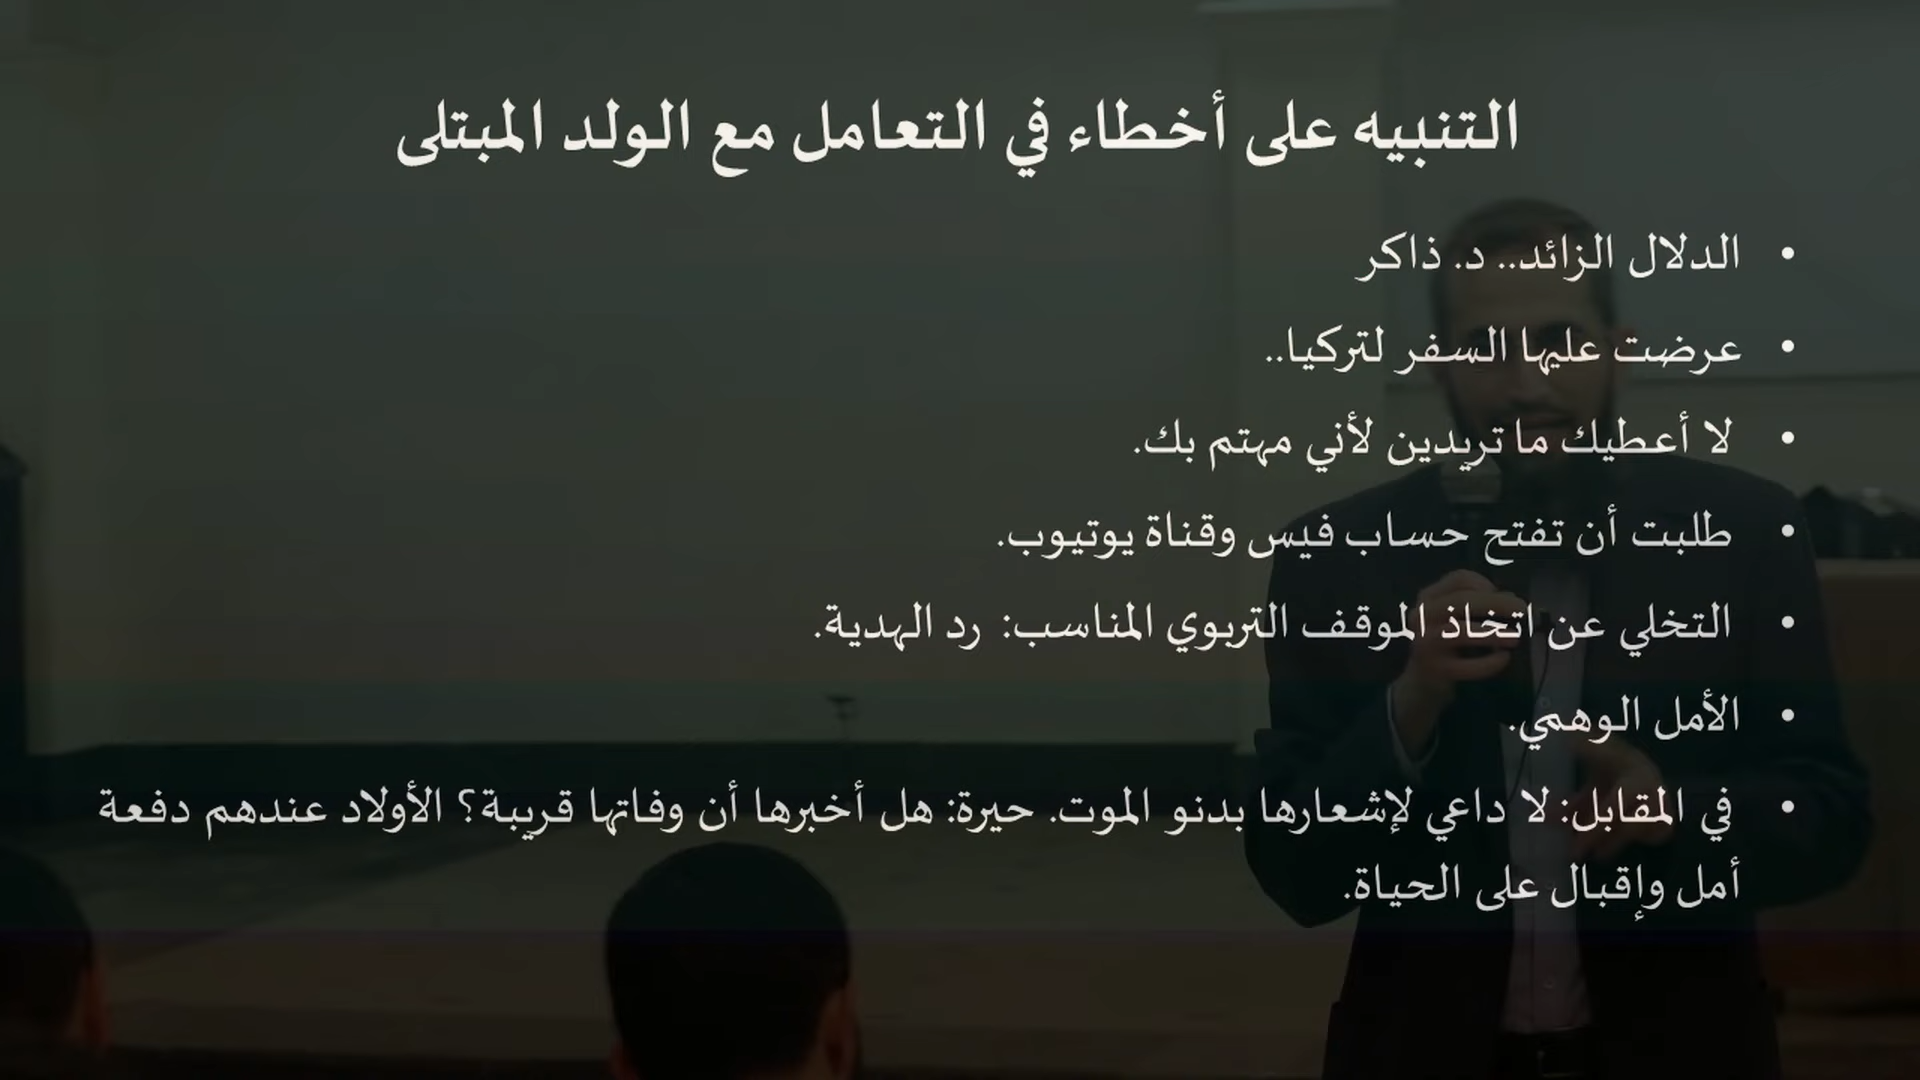 التنبيه على أخطاء في التعامل مع الولد المبتلى
• الدلال الزائد.. د. ذاكر
• عرضت عليها السفر لتركيا..
• لا أعطيك ما تريدين لأني مهتم بك.
• طلبت أن تفتح حساب فيس وقناة يوتيوب.
• التخلي عن اتخاذ الموقف التربوي المناسب: رد الهدية.
• الأمل الوهمي.
• في المقابل: لا داعي لإشعارها بدنو الموت. حيرة: هل أخبرها أن وفاتها قريبة؟ الأولاد عندهم دفعة
أمل وإقبال على الحياة.